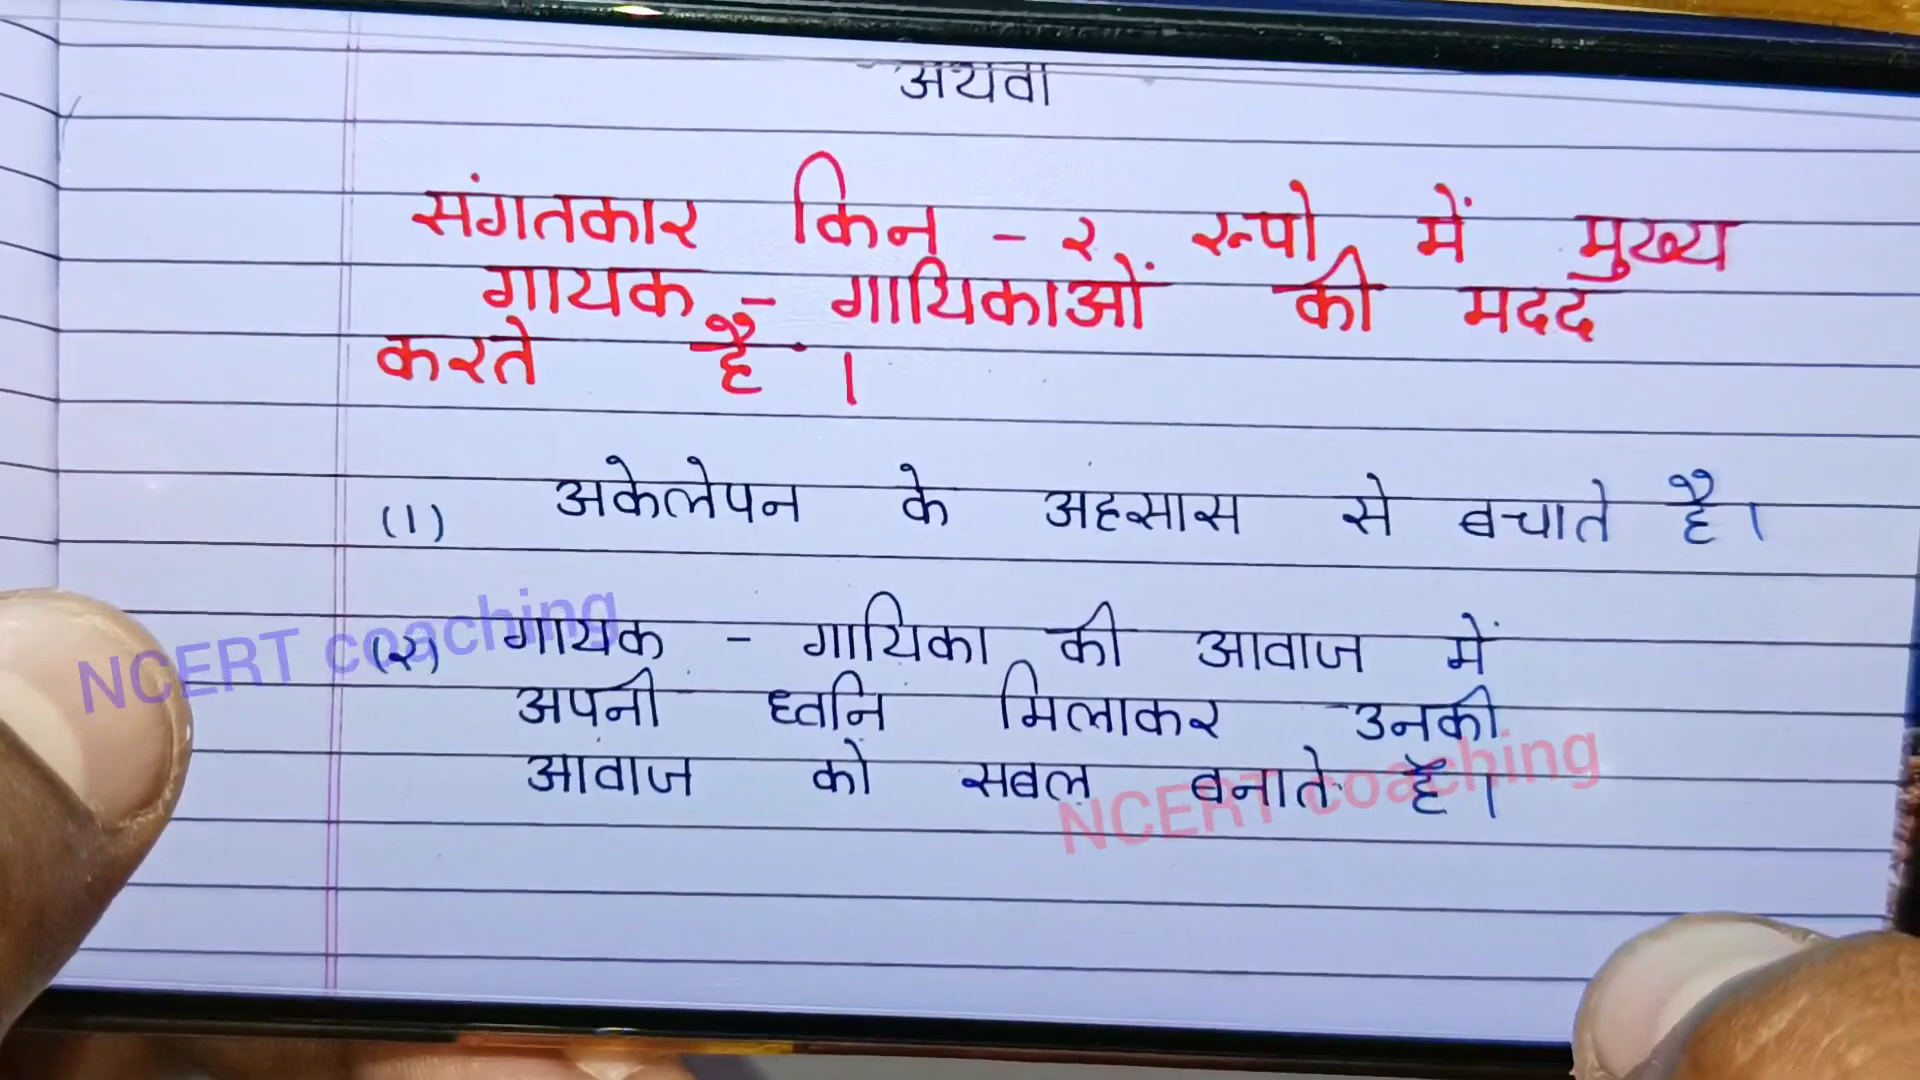 अथवा
संगतकार किन - २ रूपो में मुख्य
गायक - गायिकाओं की मदद
करते है ।
(1) अकेलेपन के अहसास से बचाते है ।
(२) गायक - गायिका की आवाज में
अपनी ध्वनि मिलाकर उनकी
आवाज को सबल बनाते हैं ।
NCERT coaching
NCERT coaching